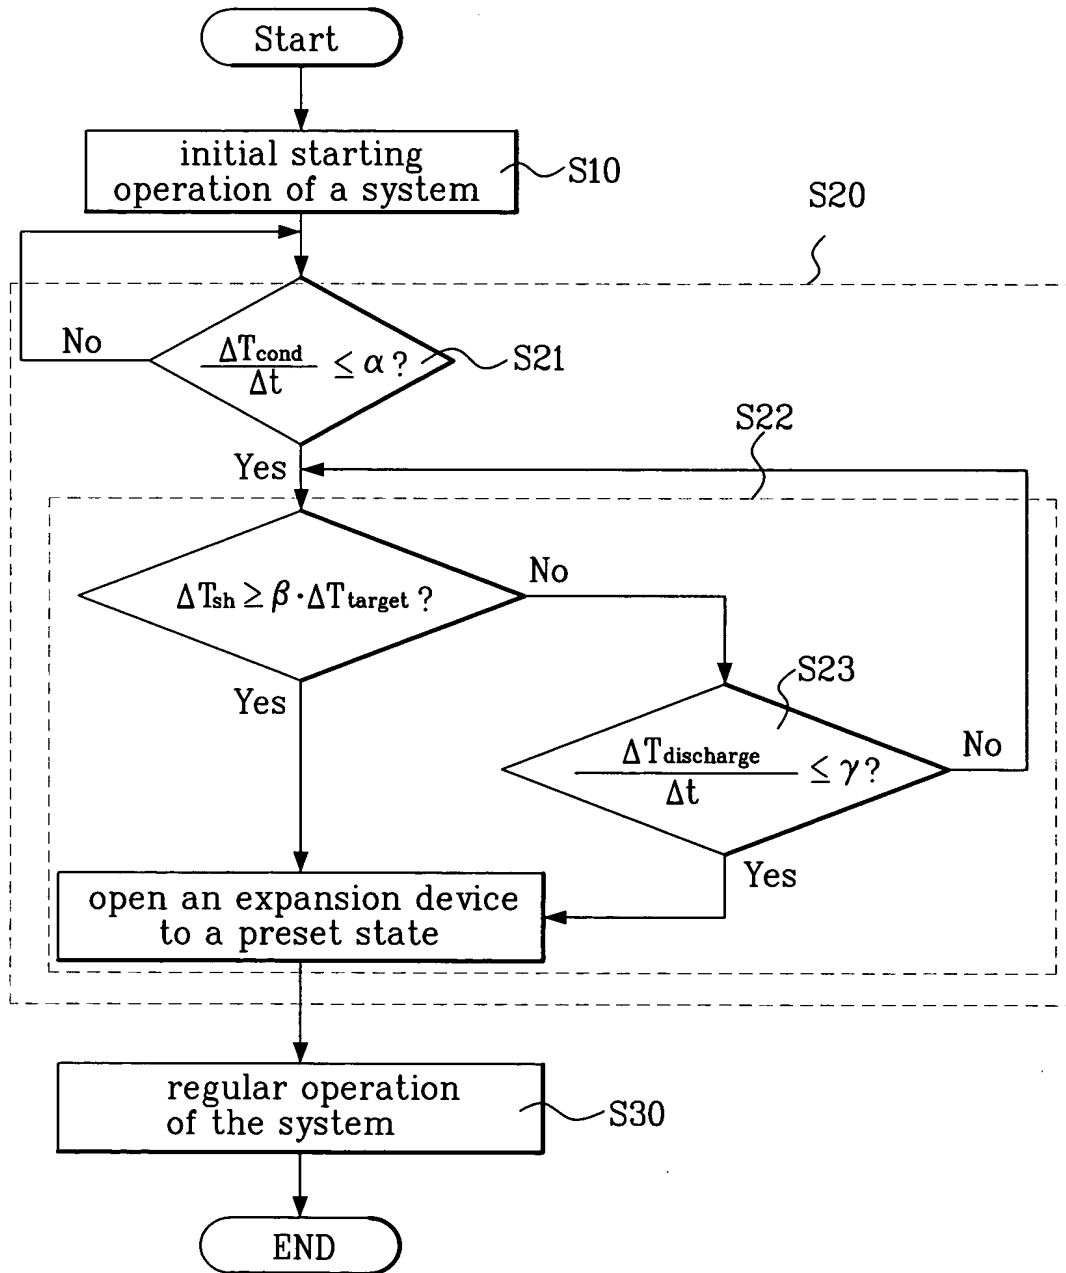 Start
initial starting
operation of a system
S10
S20
No
ΔTcond
Δt
≤ α ?
S21
S22
Yes
No
ΔTsh ≥ β · ΔTtarget ?
S23
Yes
ΔTdischarge
Δt
≤ γ ?
No
Yes
open an expansion device
to a preset state
regular operation
of the system
S30
END